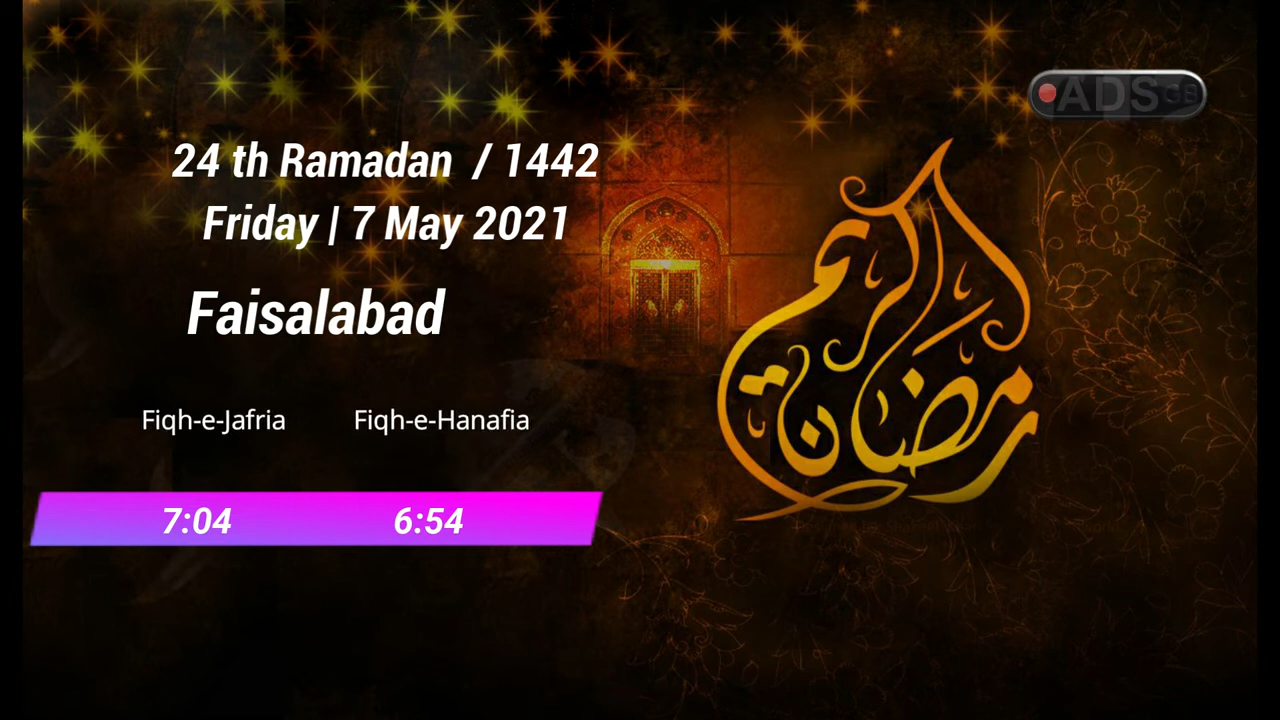 ADS
24 th Ramadan / 1442
Friday | 7 May 2021
Faisalabad
Fiqh-e-Jafria Fiqh-e-Hanafia
7:04 6:54
رمضان كريم